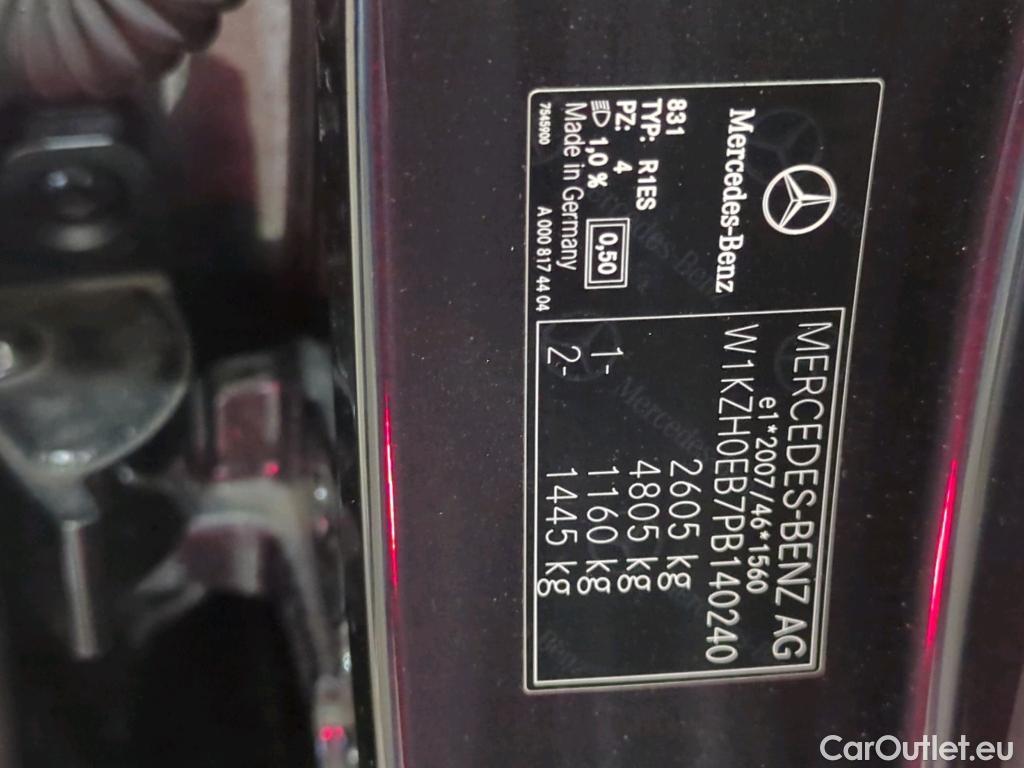 Mercedes-Benz
831
TYP: R1ES
PZ: 4
1,0 % 0,50
Made in Germany
7545900 A 000 817 44 04
MERCEDES-BENZ AG
e1*2007/46*1560
W1KZH0EB7PB140240
2605 kg
4805 kg
1- 1160 kg
2- 1445 kg
CarOutlet.eu